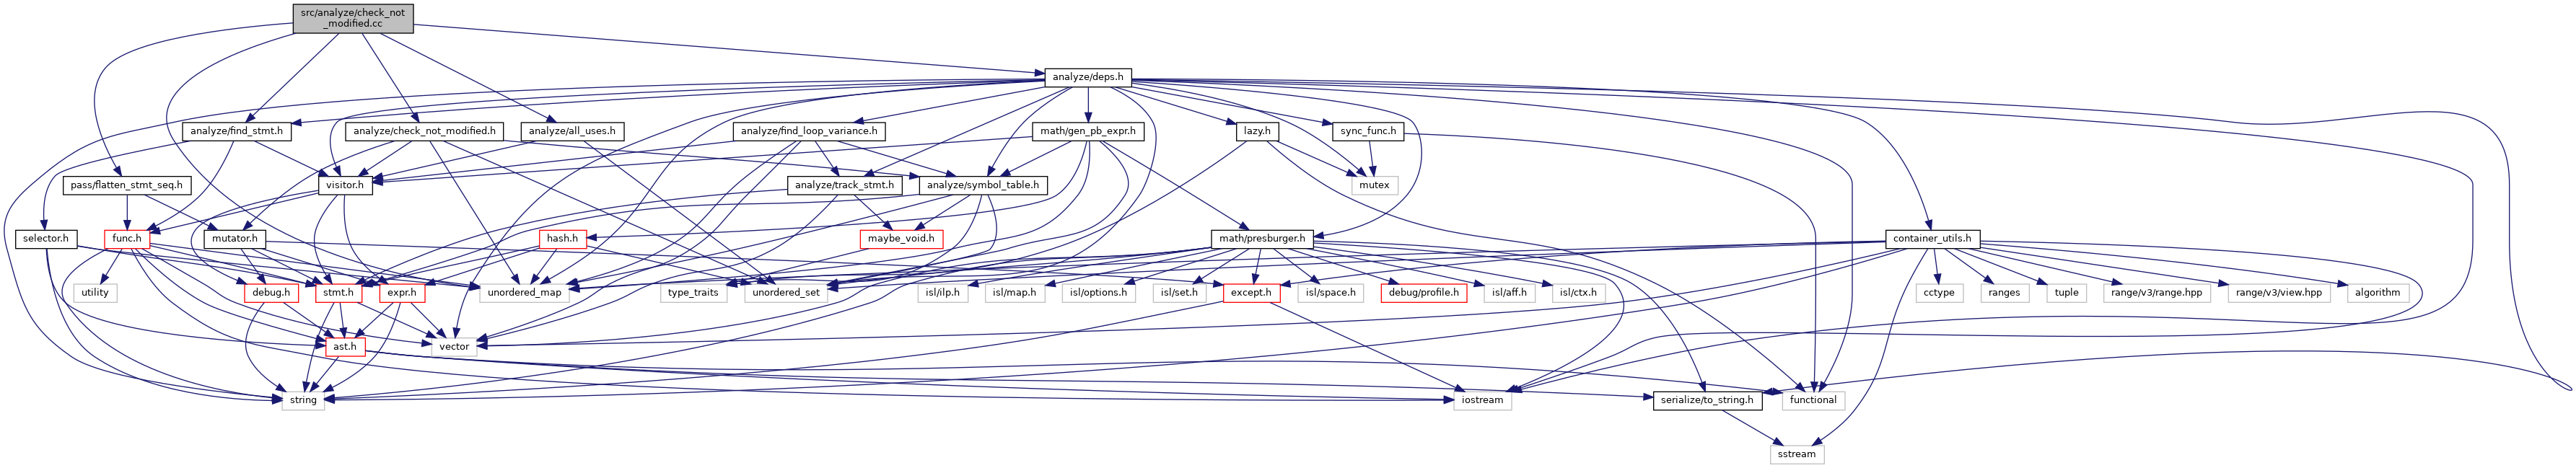 src/analyze/check_not
_modified.cc
analyze/deps.h
analyze/find_stmt.h
analyze/check_not_modified.h
analyze/all_uses.h
analyze/find_loop_variance.h
math/gen_pb_expr.h
lazy.h
sync_func.h
pass/flatten_stmt_seq.h
visitor.h
analyze/track_stmt.h
analyze/symbol_table.h
mutex
selector.h
func.h
mutator.h
hash.h
maybe_void.h
math/presburger.h
container_utils.h
utility
debug.h
stmt.h
expr.h
unordered_map
type_traits
unordered_set
isl/ilp.h
isl/map.h
isl/options.h
isl/set.h
except.h
isl/space.h
debug/profile.h
isl/aff.h
isl/ctx.h
cctype
ranges
tuple
range/v3/range.hpp
range/v3/view.hpp
algorithm
ast.h
vector
string
iostream
serialize/to_string.h
functional
sstream